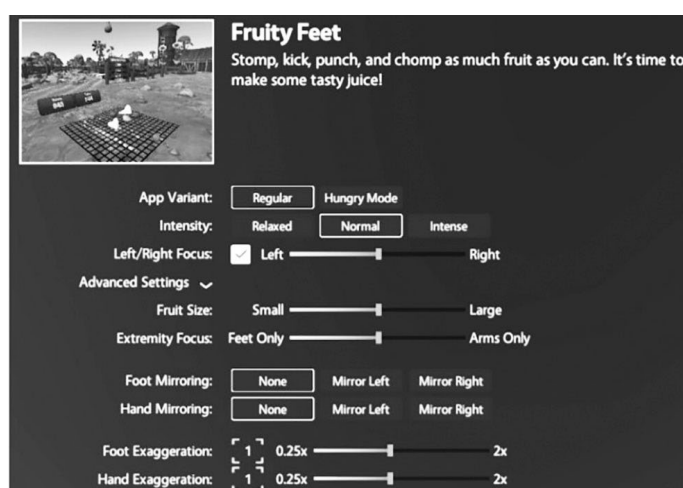 Fruity Feet
Stomp, kick, punch, and chomp as much fruit as you can. It's time to
make some tasty juice!
App Variant: Regular Hungry Mode
Intensity: Relaxed Normal Intense
Left/Right Focus: Left Right
Advanced Settings
Fruit Size: Small Large
Extremity Focus: Feet Only Arms Only
Foot Mirroring: None Mirror Left Mirror Right
Hand Mirroring: None Mirror Left Mirror Right
Foot Exaggeration: 1 0.25x 2x
Hand Exaggeration: 1 0.25x 2x